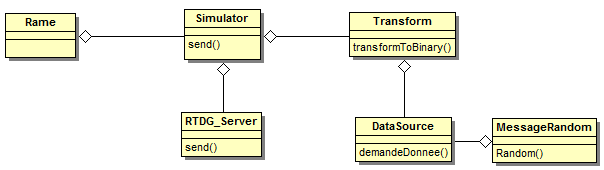 Rame
Simulator
send()
Transform
transformToBinary()
RTDG_Server
send()
DataSource
demandeDonnee()
MessageRandom
Random()